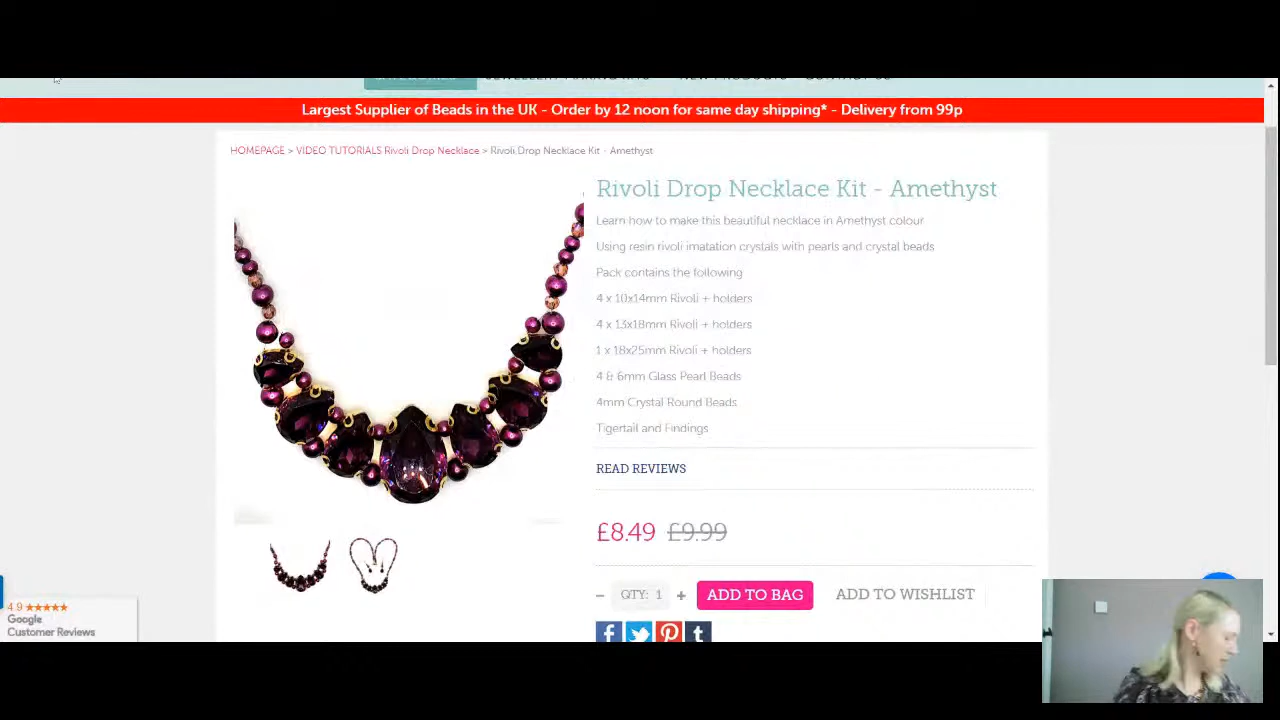 Largest Supplier of Beads in the UK - Order by 12 noon for same day shipping* - Delivery from 99p
HOMEPAGE > VIDEO TUTORIALS Rivoli Drop Necklace > Rivoli Drop Necklace Kit - Amethyst
Rivoli Drop Necklace Kit - Amethyst
Learn how to make this beautiful necklace in Amethyst colour
Using resin rivoli imatation crystals with pearls and crystal beads
Pack contains the following
4 x 10x14mm Rivoli + holders
4 x 13x18mm Rivoli + holders
1 x 18x25mm Rivoli + holders
4 & 6mm Glass Pearl Beads
4mm Crystal Round Beads
Tigertail and Findings
READ REVIEWS
£8.49 £9.99
- QTY: 1 + ADD TO BAG ADD TO WISHLIST
4.9 ★★★★★
Google
Customer Reviews